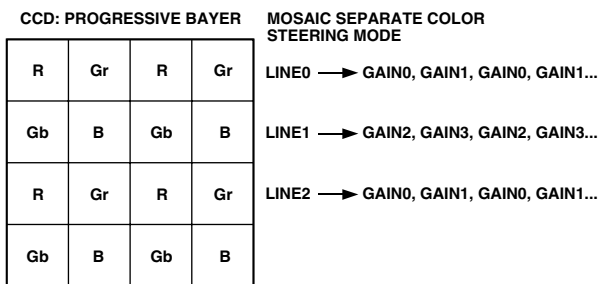 CCD: PROGRESSIVE BAYER
MOSAIC SEPARATE COLOR
STEERING MODE
R Gr R Gr
LINE0 GAIN0, GAIN1, GAIN0, GAIN1...
Gb B Gb B
LINE1 GAIN2, GAIN3, GAIN2, GAIN3...
R Gr R Gr
LINE2 GAIN0, GAIN1, GAIN0, GAIN1...
Gb B Gb B